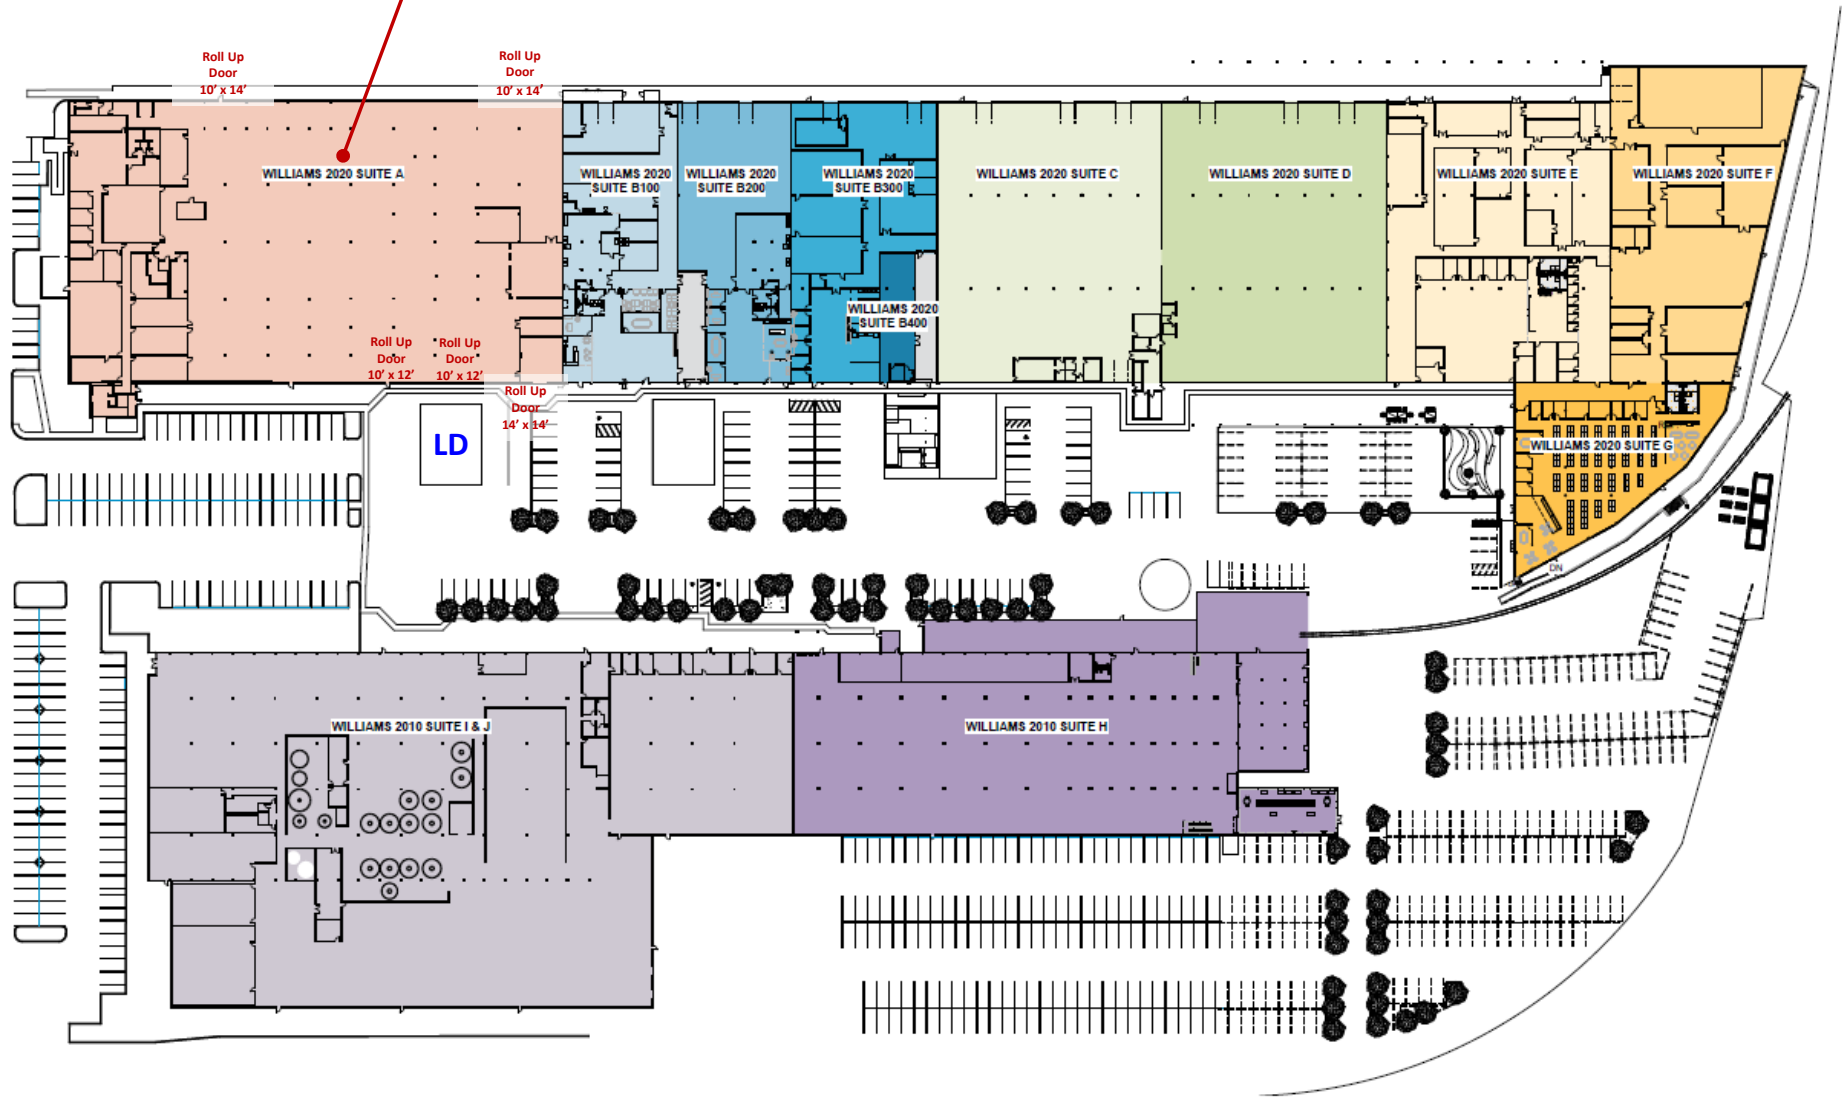 Roll Up
Door
10’ x 14’
Roll Up
Door
10’ x 14’
WILLIAMS 2020 SUITE A
WILLIAMS 2020
SUITE B100
WILLIAMS 2020
SUITE B200
WILLIAMS 2020
SUITE B300
WILLIAMS 2020 SUITE C
WILLIAMS 2020 SUITE D
WILLIAMS 2020 SUITE E
WILLIAMS 2020 SUITE F
WILLIAMS 2020
SUITE B400
Roll Up
Door
10’ x 12’
Roll Up
Door
10’ x 12’
Roll Up
Door
14’ x 14’
LD
WILLIAMS 2020 SUITE G
DN
WILLIAMS 2010 SUITE I & J
WILLIAMS 2010 SUITE H